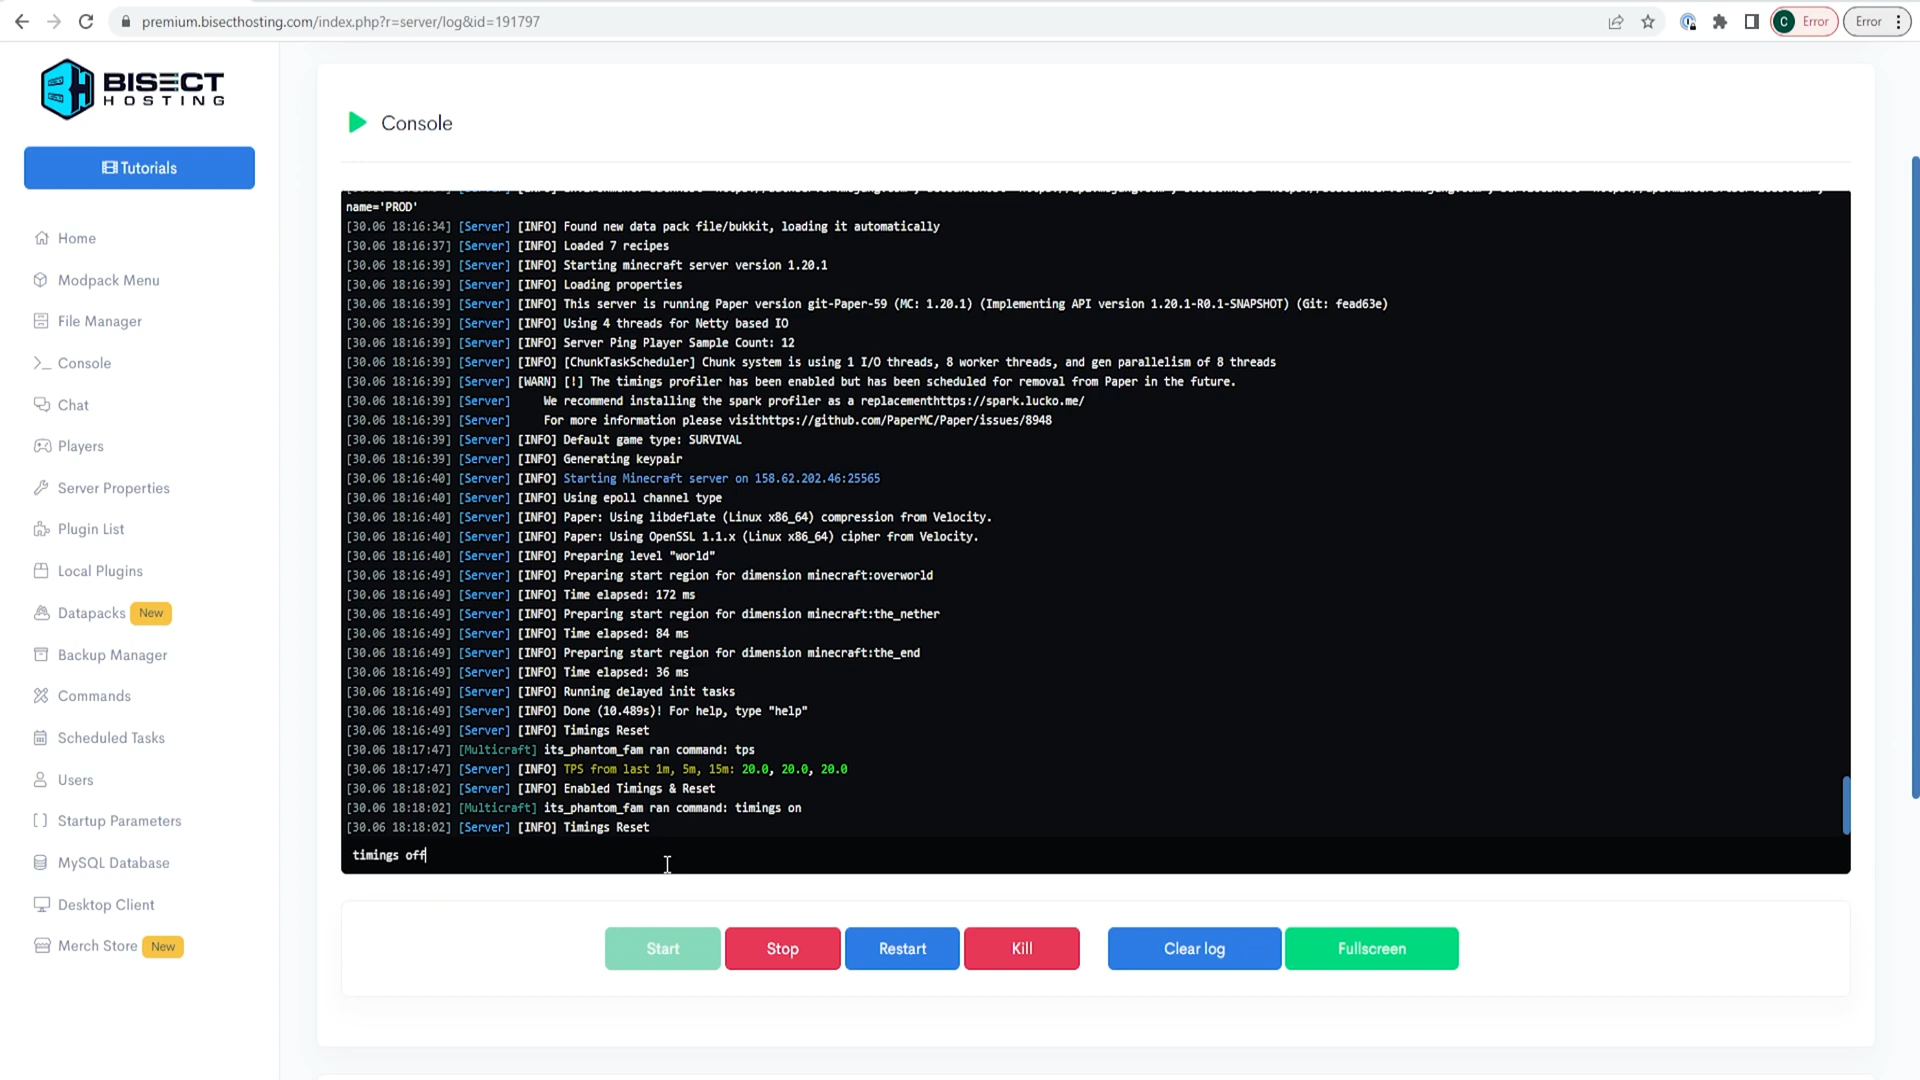 premium.bisecthosting.com/index.php?r=server/log&id=191797
C Error
Error
BISECT
HOSTING
Tutorials
Home
Modpack Menu
File Manager
Console
Chat
Players
Server Properties
Plugin List
Local Plugins
Datapacks New
Backup Manager
Commands
Scheduled Tasks
Users
Startup Parameters
MySQL Database
Desktop Client
Merch Store New
Console
name='PROD'
[30.06 18:16:34] [Server] [INFO] Found new data pack file/bukkit, loading it automatically
[30.06 18:16:37] [Server] [INFO] Loaded 7 recipes
[30.06 18:16:39] [Server] [INFO] Starting minecraft server version 1.20.1
[30.06 18:16:39] [Server] [INFO] Loading properties
[30.06 18:16:39] [Server] [INFO] This server is running Paper version git-Paper-59 (MC: 1.20.1) (Implementing API version 1.20.1-R0.1-SNAPSHOT) (Git: fead63e)
[30.06 18:16:39] [Server] [INFO] Using 4 threads for Netty based IO
[30.06 18:16:39] [Server] [INFO] Server Ping Player Sample Count: 12
[30.06 18:16:39] [Server] [INFO] [ChunkTaskScheduler] Chunk system is using 1 I/O threads, 8 worker threads, and gen parallelism of 8 threads
[30.06 18:16:39] [Server] [WARN] [!] The timings profiler has been enabled but has been scheduled for removal from Paper in the future.
[30.06 18:16:39] [Server] We recommend installing the spark profiler as a replacementhttps://spark.lucko.me/
[30.06 18:16:39] [Server] For more information please visithttps://github.com/PaperMC/Paper/issues/8948
[30.06 18:16:39] [Server] [INFO] Default game type: SURVIVAL
[30.06 18:16:39] [Server] [INFO] Generating keypair
[30.06 18:16:40] [Server] [INFO] Starting Minecraft server on 158.62.202.46:25565
[30.06 18:16:40] [Server] [INFO] Using epoll channel type
[30.06 18:16:40] [Server] [INFO] Paper: Using libdeflate (Linux x86_64) compression from Velocity.
[30.06 18:16:40] [Server] [INFO] Paper: Using OpenSSL 1.1.x (Linux x86_64) cipher from Velocity.
[30.06 18:16:40] [Server] [INFO] Preparing level "world"
[30.06 18:16:49] [Server] [INFO] Preparing start region for dimension minecraft:overworld
[30.06 18:16:49] [Server] [INFO] Time elapsed: 172 ms
[30.06 18:16:49] [Server] [INFO] Preparing start region for dimension minecraft:the_nether
[30.06 18:16:49] [Server] [INFO] Time elapsed: 84 ms
[30.06 18:16:49] [Server] [INFO] Preparing start region for dimension minecraft:the_end
[30.06 18:16:49] [Server] [INFO] Time elapsed: 36 ms
[30.06 18:16:49] [Server] [INFO] Running delayed init tasks
[30.06 18:16:49] [Server] [INFO] Done (10.489s)! For help, type "help"
[30.06 18:16:49] [Server] [INFO] Timings Reset
[30.06 18:17:47] [Multicraft] its_phantom_fam ran command: tps
[30.06 18:17:47] [Server] [INFO] TPS from last 1m, 5m, 15m: 20.0, 20.0, 20.0
[30.06 18:18:02] [Server] [INFO] Enabled Timings & Reset
[30.06 18:18:02] [Multicraft] its_phantom_fam ran command: timings on
[30.06 18:18:02] [Server] [INFO] Timings Reset
timings off
Start
Stop
Restart
Kill
Clear log
Fullscreen